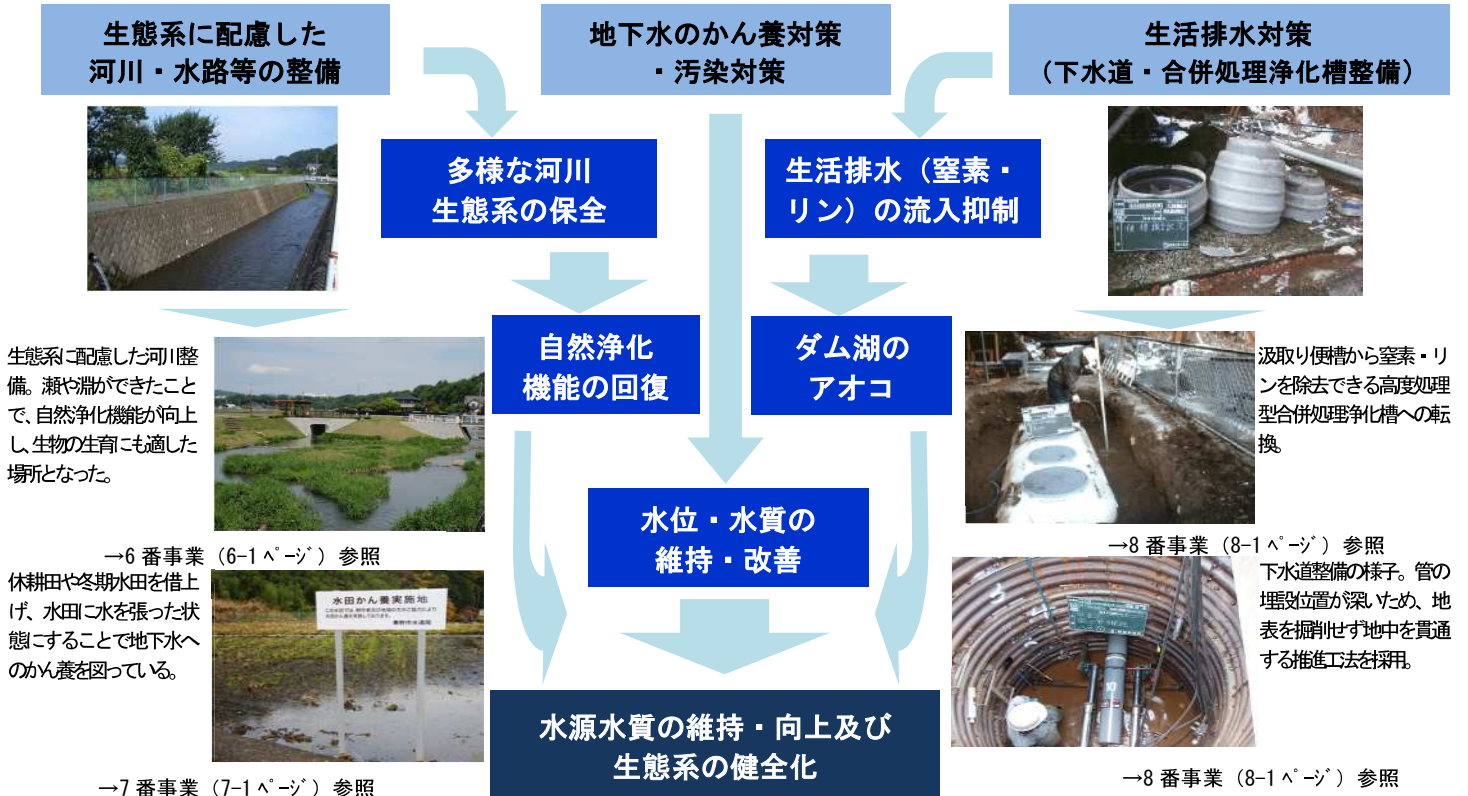 生態系に配慮した
河川・水路等の整備
地下水のかん養対策
・汚染対策
生活排水対策
（下水道・合併処理浄化槽整備）
多様な河川
生態系の保全
生活排水（窒素・
リン）の流入抑制
自然浄化
機能の回復
ダム湖の
アオコ
水位・水質の
維持・改善
水源水質の維持・向上及び
生態系の健全化
生態系に配慮した河川整
備。瀬や淵ができたこと
で、自然浄化機能が向上
し、生物の生育にも適した
場所となった。
→6番事業（6-1ﾍﾟｰｼﾞ）参照
休耕田や冬期水田を借上
げ、水田に水を張った状
態にすることで地下水へ
のかん養を図っている。
水田かん養実施地
→7番事業（7-1ﾍﾟｰｼﾞ）参照
汲取り便槽から窒素・リ
ンを除去できる高度処理
型合併処理浄化槽への転
換。
→8番事業（8-1ﾍﾟｰｼﾞ）参照
下水道整備の様子。管の
埋設位置が深いため、地
表を掘削せず地中を貫通
する推進工法を採用。
→8番事業（8-1ﾍﾟｰｼﾞ）参照